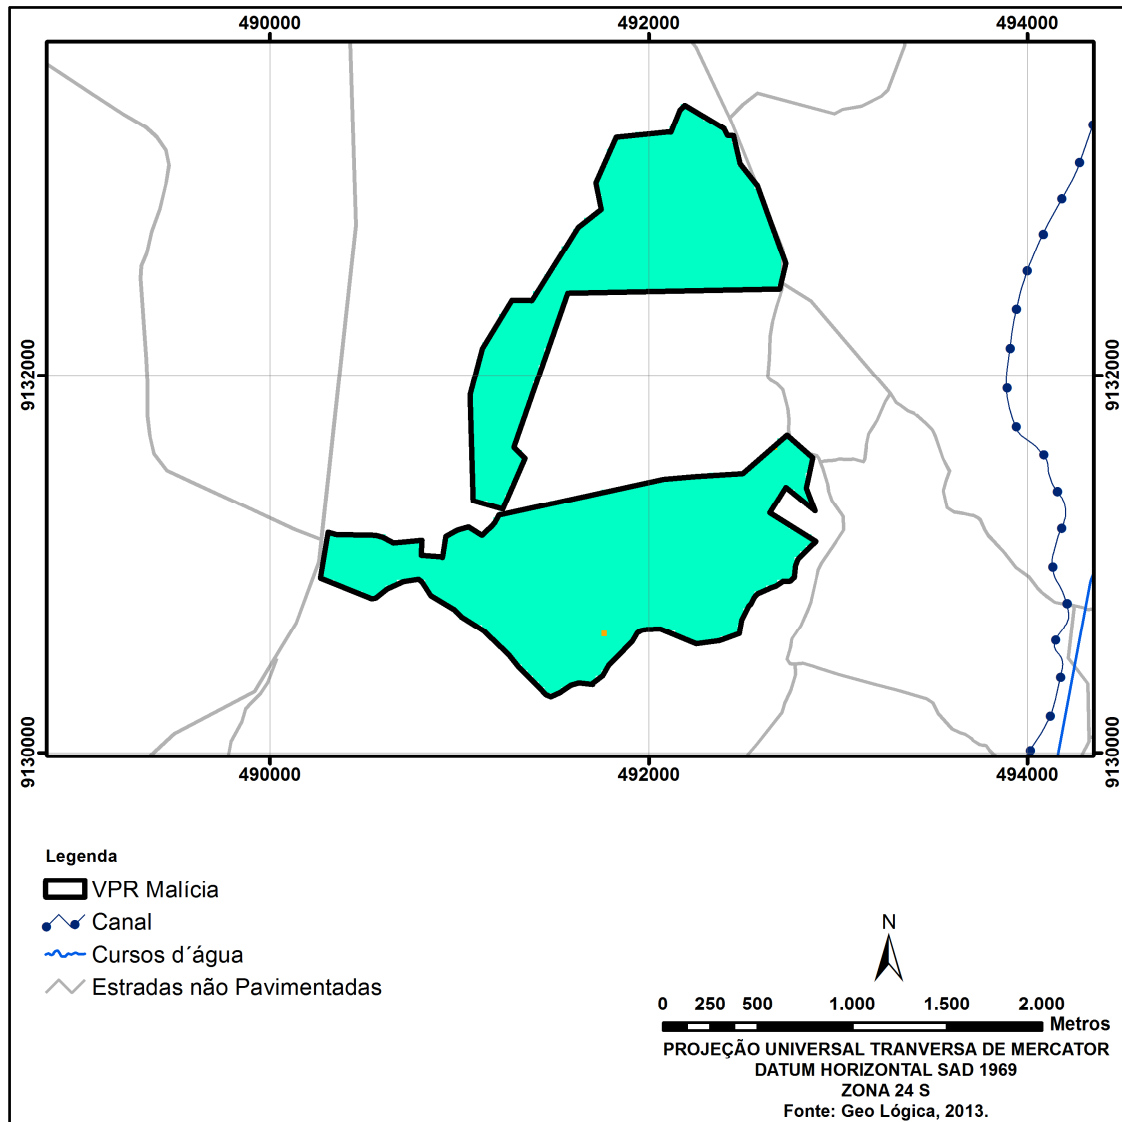 490000 492000 494000
9132000 9132000
9130000 9130000
490000 492000 494000
Legenda
VPR Malícia
Canal
Cursos d´água
Estradas não Pavimentadas
N
0 250 500 1.000 1.500 2.000
Metros
PROJEÇÃO UNIVERSAL TRANVERSA DE MERCATOR
DATUM HORIZONTAL SAD 1969
ZONA 24 S
Fonte: Geo Lógica, 2013.